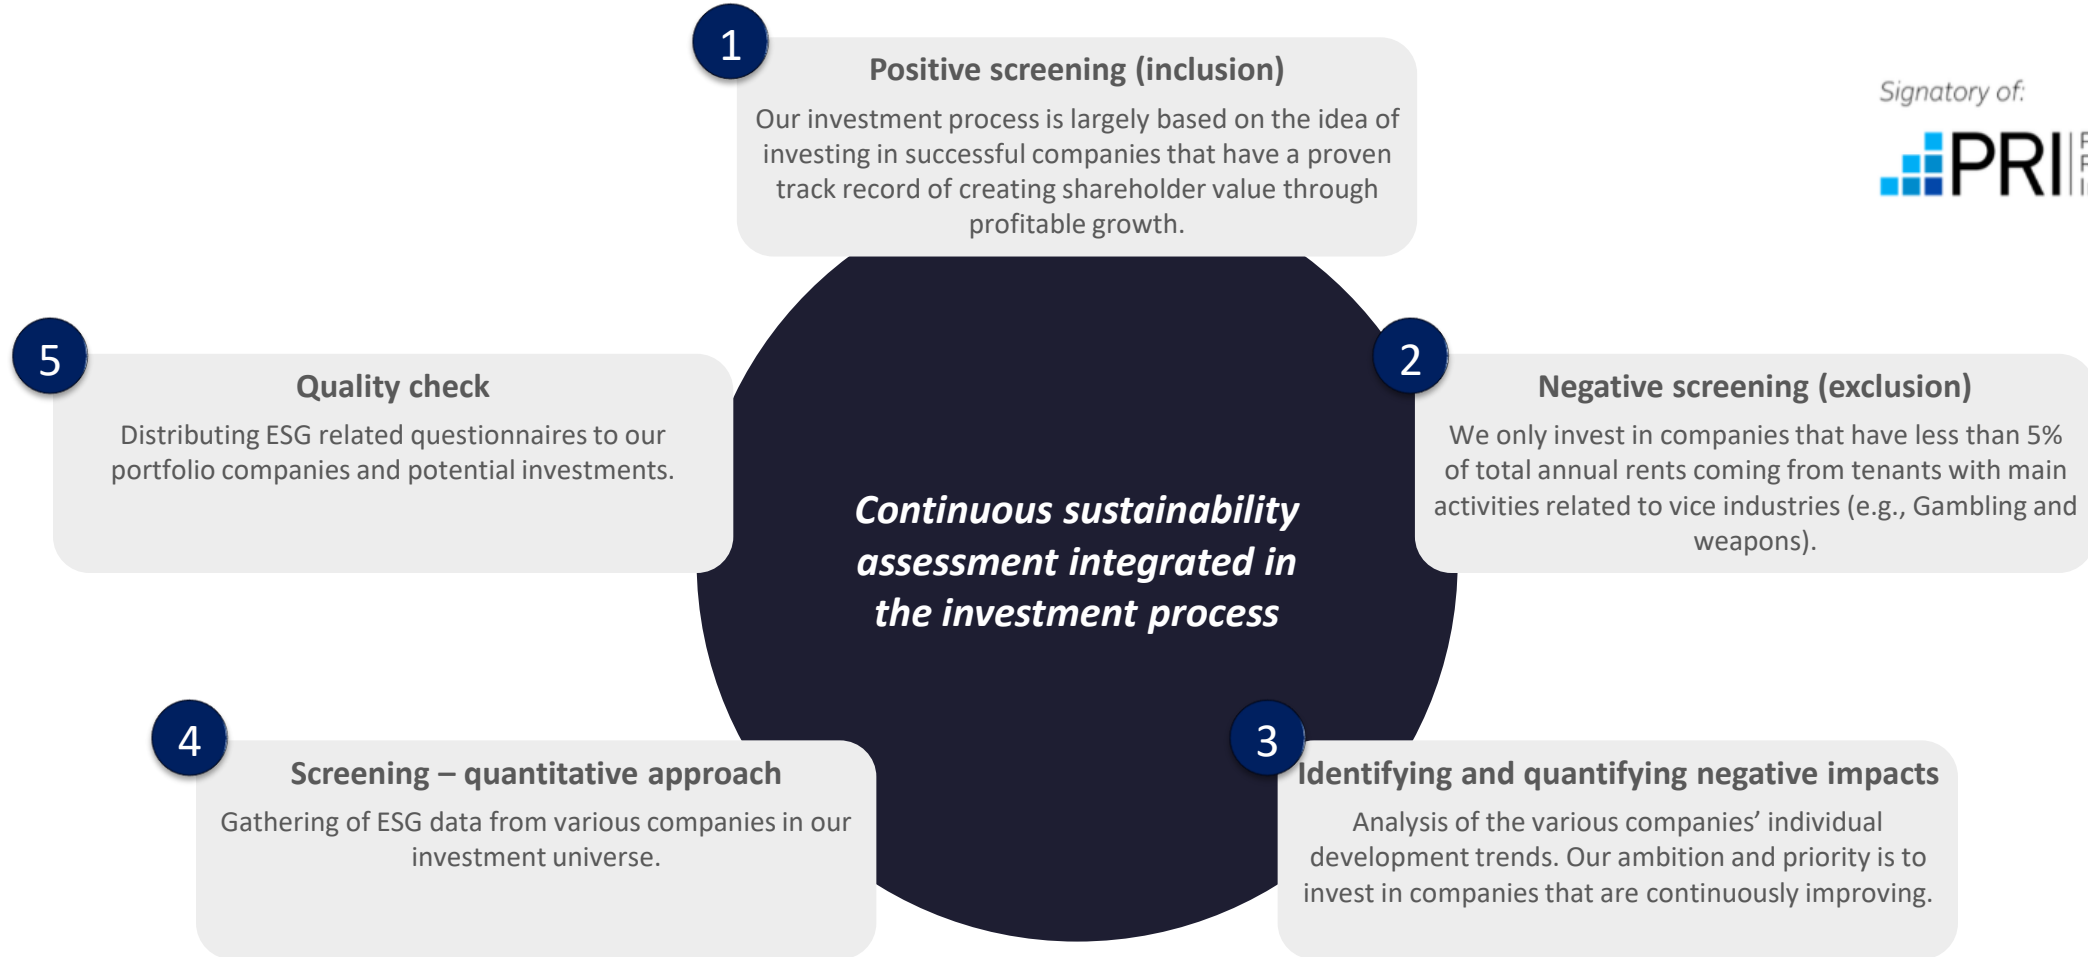 1
Positive screening (inclusion)
Our investment process is largely based on the idea of
investing in successful companies that have a proven
track record of creating shareholder value through
profitable growth.
Signatory of:
PRI
5
Quality check
Distributing ESG related questionnaires to our
portfolio companies and potential investments.
2
Negative screening (exclusion)
We only invest in companies that have less than 5%
of total annual rents coming from tenants with main
activities related to vice industries (e.g., Gambling and
weapons).
Continuous sustainability
assessment integrated in
the investment process
4
Screening – quantitative approach
Gathering of ESG data from various companies in our
investment universe.
3
Identifying and quantifying negative impacts
Analysis of the various companies’ individual
development trends. Our ambition and priority is to
invest in companies that are continuously improving.